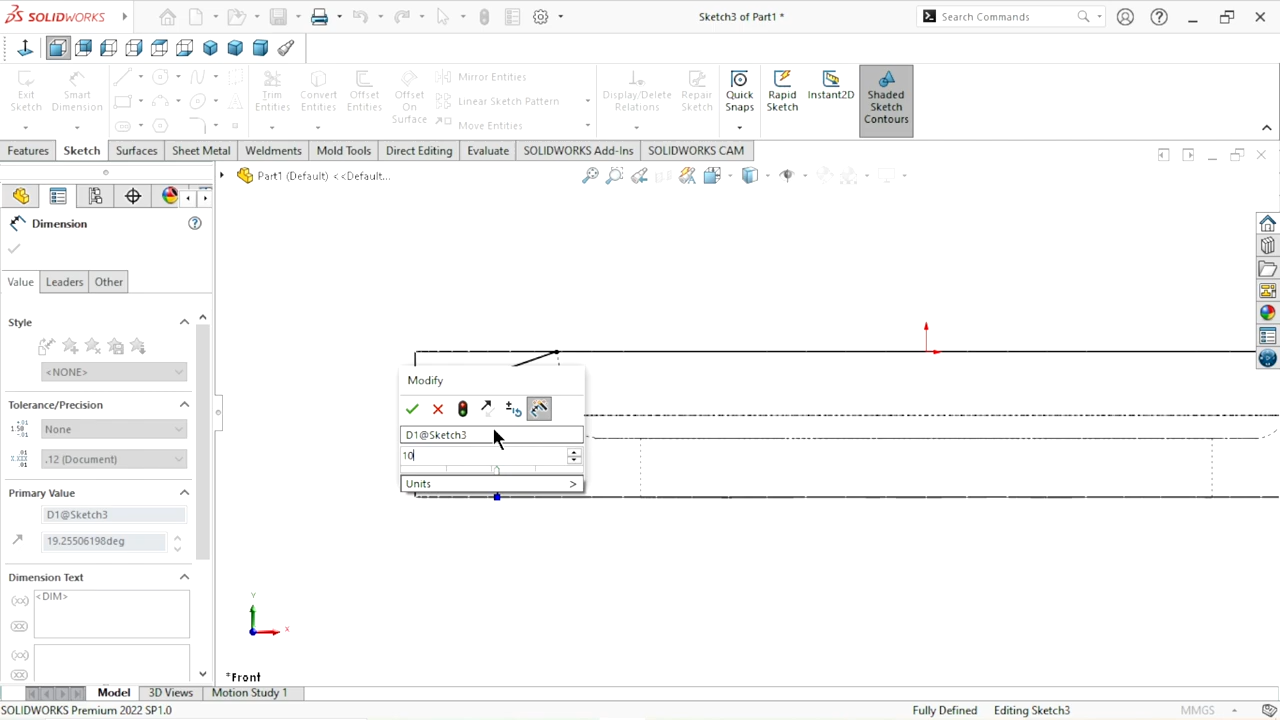 SOLIDWORKS
Sketch3 of Part1 *
Search Commands
Exit Sketch
Smart Dimension
Trim Entities
Convert Entities
Offset Entities
Offset On Surface
Mirror Entities
Linear Sketch Pattern
Move Entities
Display/Delete Relations
Repair Sketch
Quick Snaps
Rapid Sketch
Instant2D
Shaded Sketch Contours
Features
Sketch
Surfaces
Sheet Metal
Weldments
Mold Tools
Direct Editing
Evaluate
SOLIDWORKS Add-Ins
SOLIDWORKS CAM
Part1 (Default) <<Default...
Dimension
Value
Leaders
Other
Style
<NONE>
Tolerance/Precision
None
.12 (Document)
Primary Value
D1@Sketch3
19.25506198deg
Dimension Text
<DIM>
Modify
D1@Sketch3
10
Units
Y
X
*Front
Model
3D Views
Motion Study 1
SOLIDWORKS Premium 2022 SP1.0
Fully Defined
Editing Sketch3
MMGS